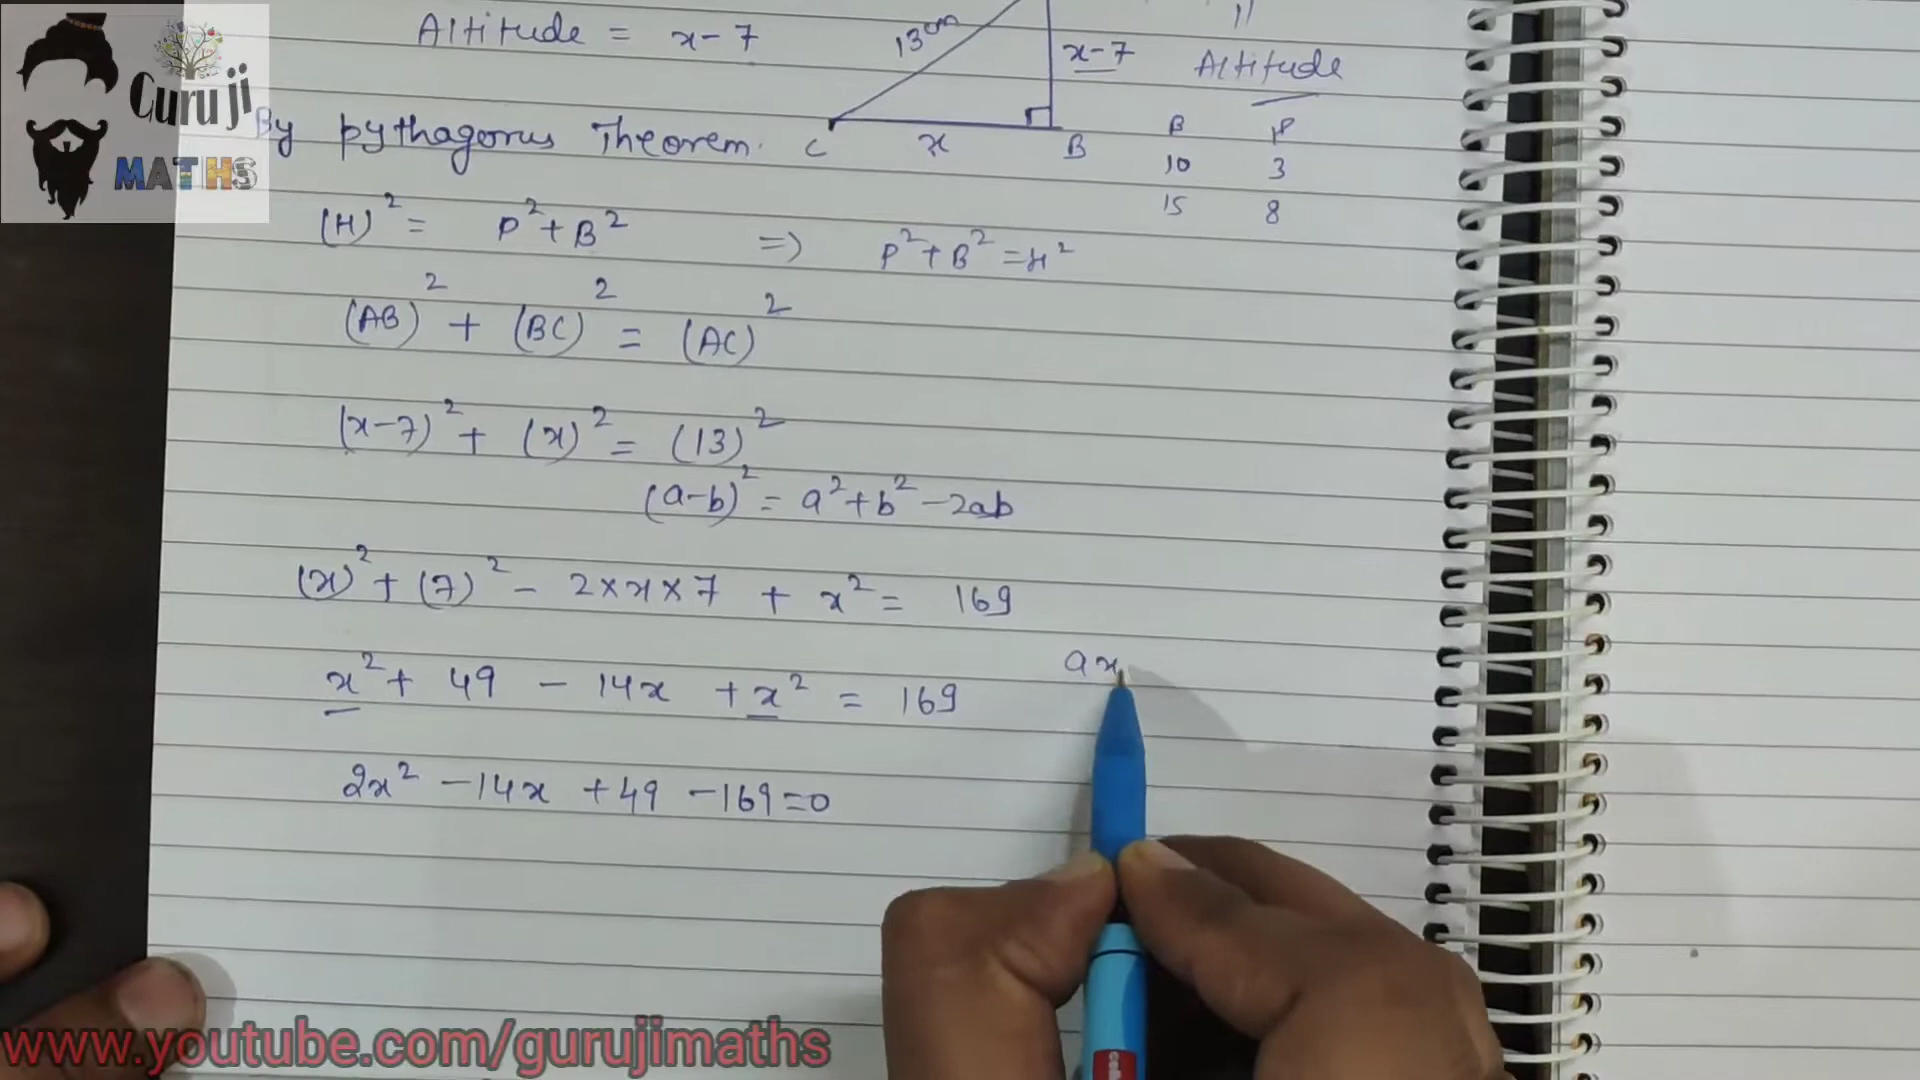 Altitude = x-7
13cm
x-7
Altitude
Guruji
MATHS
By pythagorus Theorem.
C
x
B
B P
10 3
15 8
(H)² = P² + B² => P² + B² = H²
(AB)² + (BC)² = (AC)²
(x-7)² + (x)² = (13)²
(a-b)² = a² + b² - 2ab
(x)² + (7)² - 2×x×7 + x² = 169
x² + 49 - 14x + x² = 169
ax
2x² - 14x + 49 - 169 = 0
www.youtube.com/gurujimaths